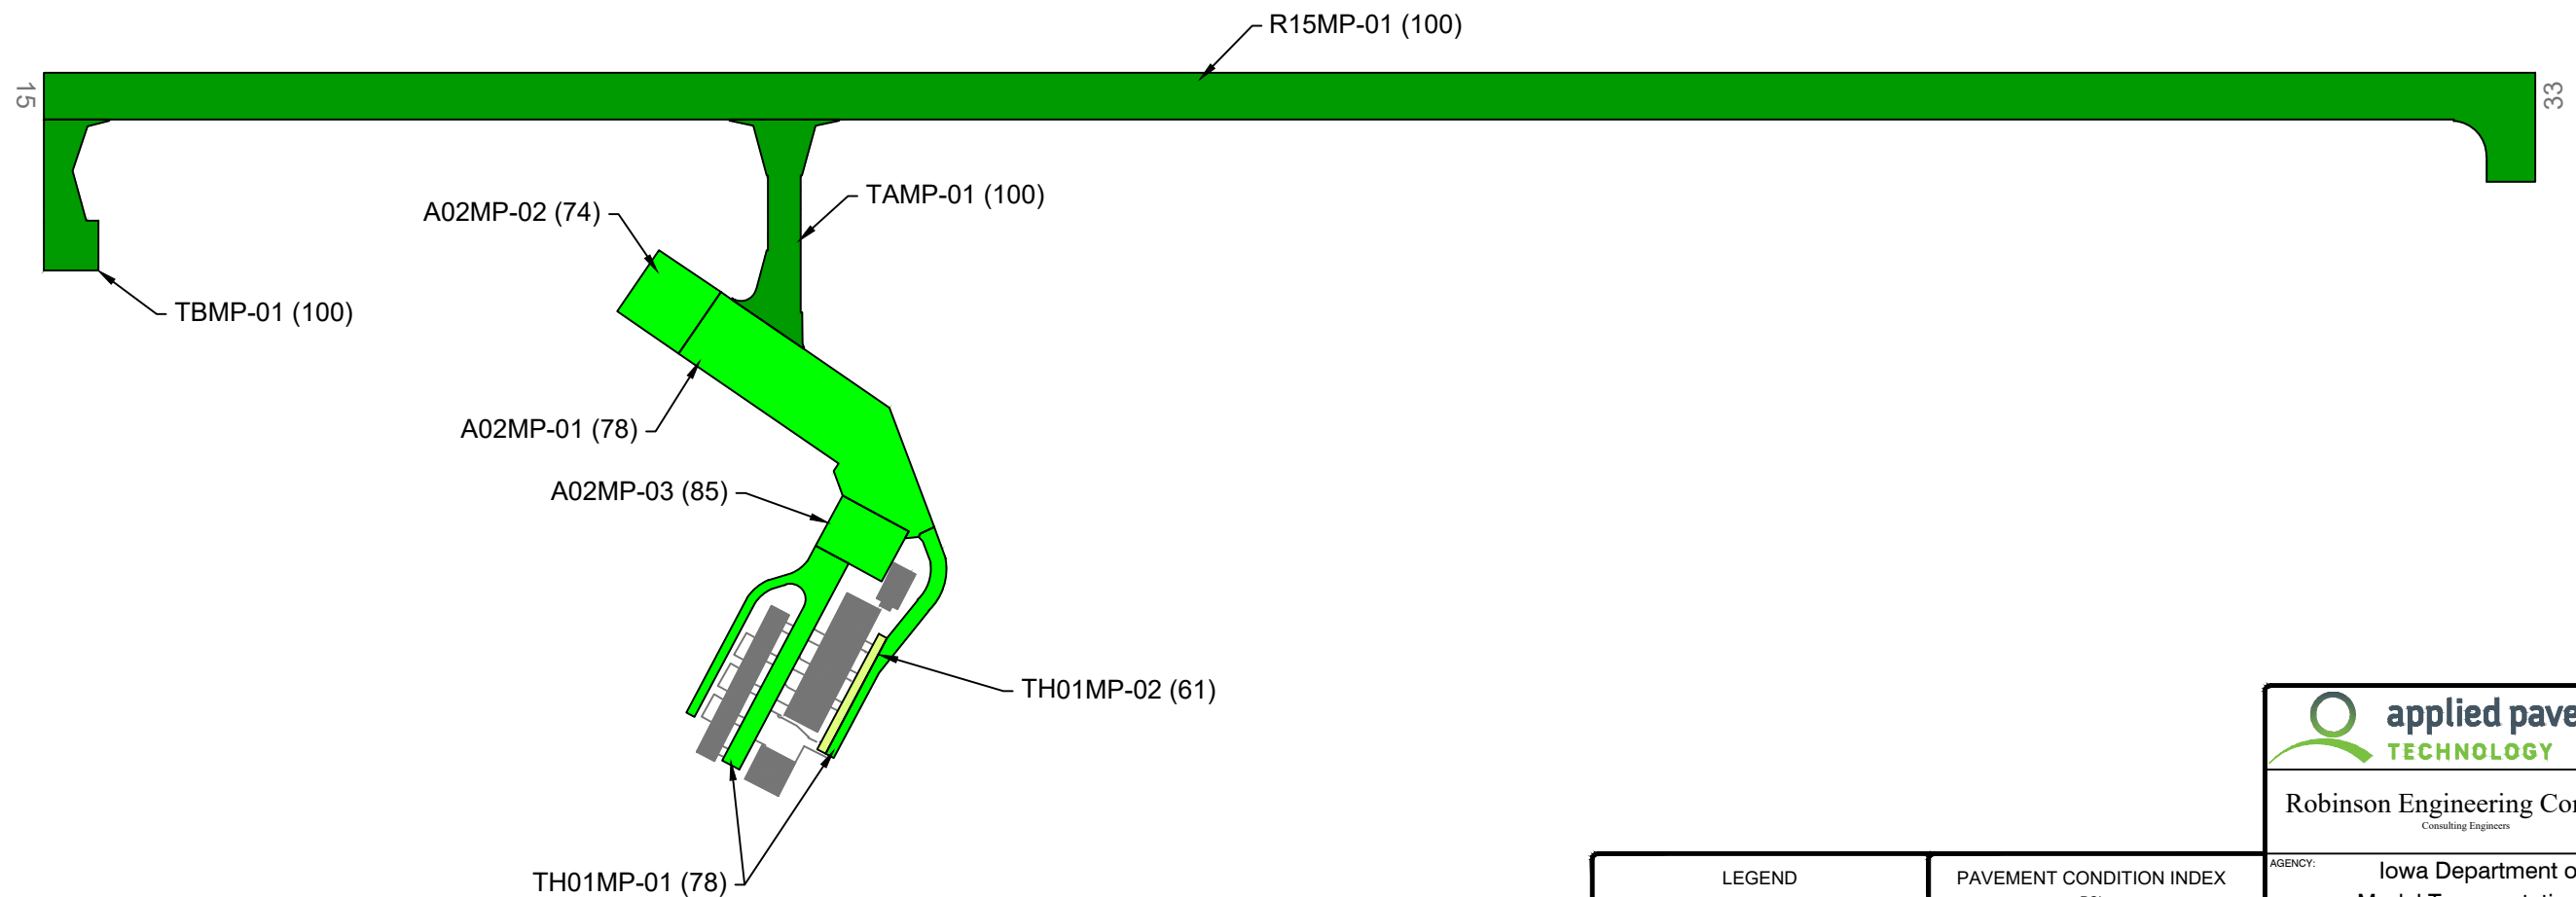 R15MP-01 (100)
15
33
TAMP-01 (100)
A02MP-02 (74)
TBMP-01 (100)
A02MP-01 (78)
A02MP-03 (85)
TH01MP-02 (61)
TH01MP-01 (78)
LEGEND
PAVEMENT CONDITION INDEX
applied pave
TECHNOLOGY
Robinson Engineering Co
Consulting Engineers
AGENCY:
Iowa Department o